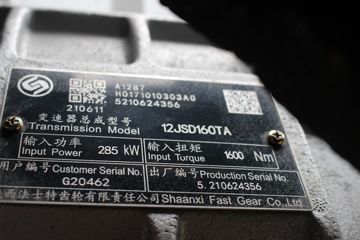 A1287
H0171010303A0
210611 5210624356
变速器总成型号
Transmission Model 12JSD160TA
输入功率 输入扭矩
Input Power 285 kW Input Torque 1600 Nm
用户编号 出厂编号
Customer Serial No. Production Serial No.
G20462 5. 210624356
西法士特齿轮有限责任公司 Shaanxi Fast Gear Co.,Ltd.